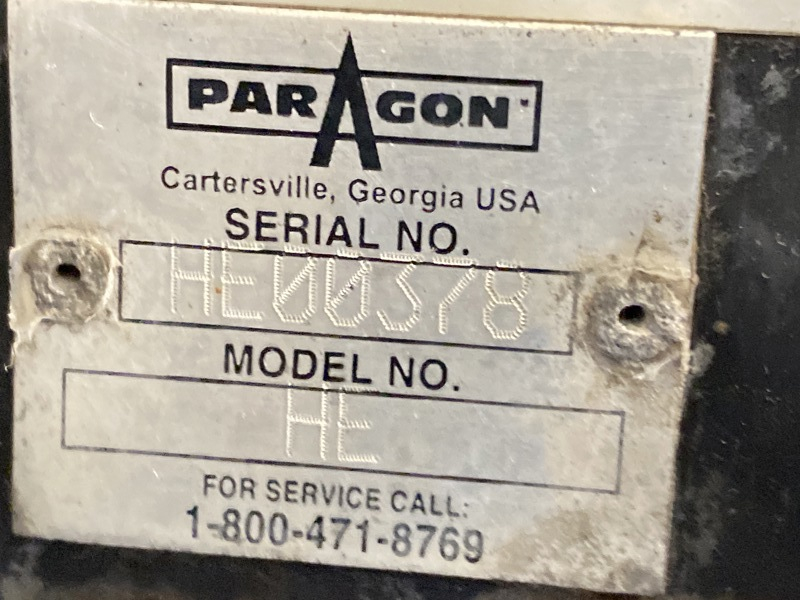 PARAGON
Cartersville, Georgia USA
SERIAL NO.
HE00378
MODEL NO.
HE
FOR SERVICE CALL:
1-800-471-8769